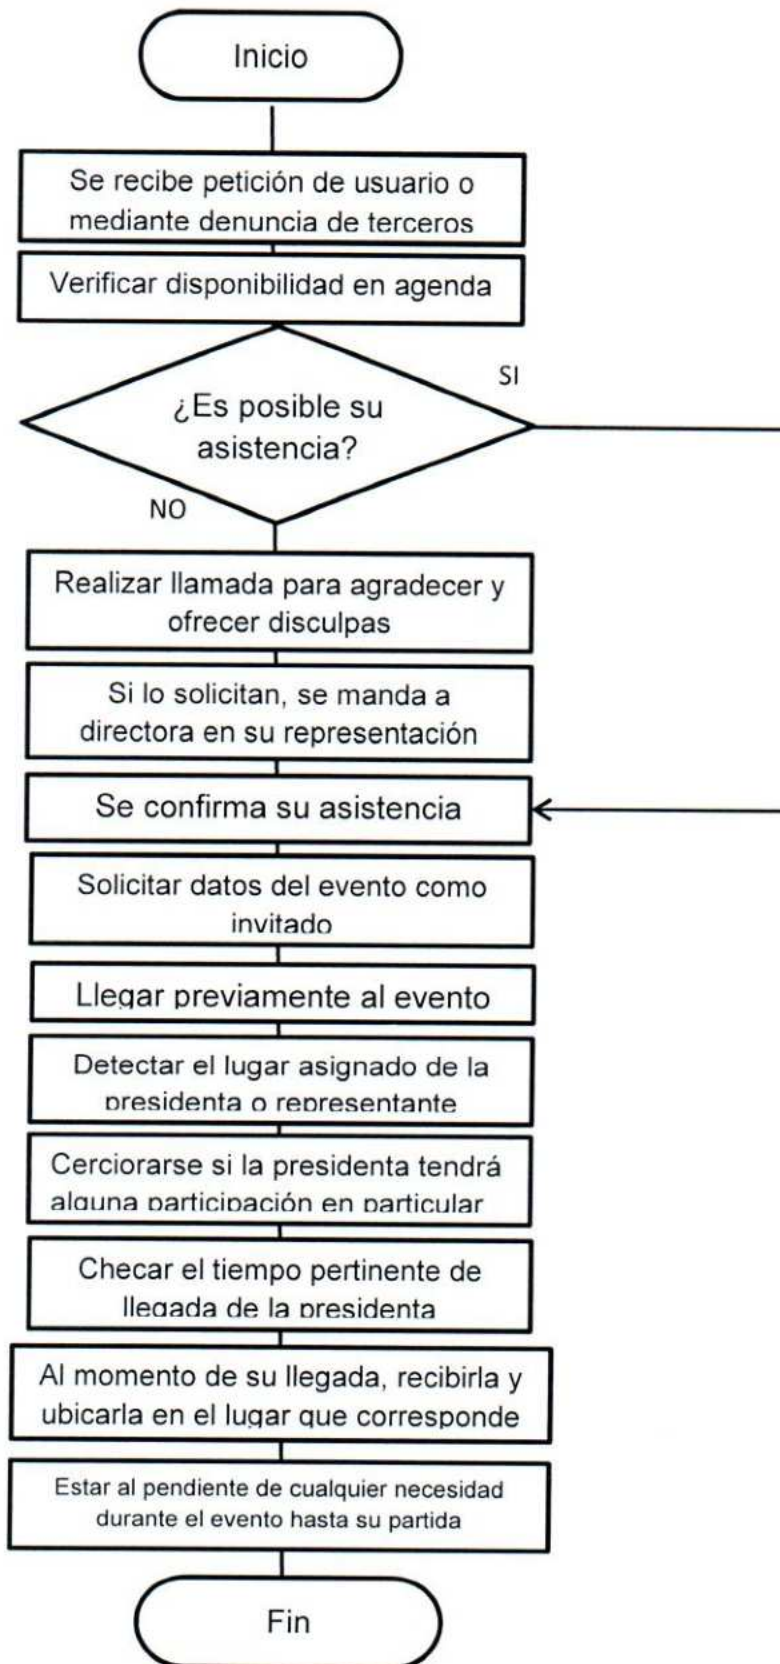 Inicio
Se recibe petición de usuario o
mediante denuncia de terceros
Verificar disponibilidad en agenda
SI
¿Es posible su
asistencia?
NO
Realizar llamada para agradecer y
ofrecer disculpas
Si lo solicitan, se manda a
directora en su representación
Se confirma su asistencia
Solicitar datos del evento como
invitado
Llegar previamente al evento
Detectar el lugar asignado de la
presidenta o representante
Cerciorarse si la presidenta tendrá
alguna participación en particular
Checar el tiempo pertinente de
llegada de la presidenta
Al momento de su llegada, recibirla y
ubicarla en el lugar que corresponde
Estar al pendiente de cualquier necesidad
durante el evento hasta su partida
Fin